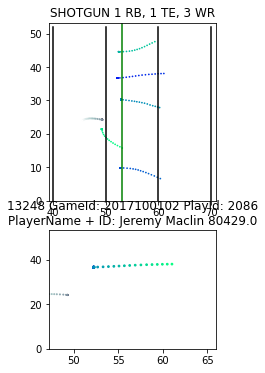 SHOTGUN 1 RB, 1 TE, 3 WR
50
40
30
20
10
0
40 50 60 70
13248 GameId: 2017100102 PlayId: 2086
PlayerName + ID: Jeremy Maclin 80429.0
40
20
0
50 55 60 65